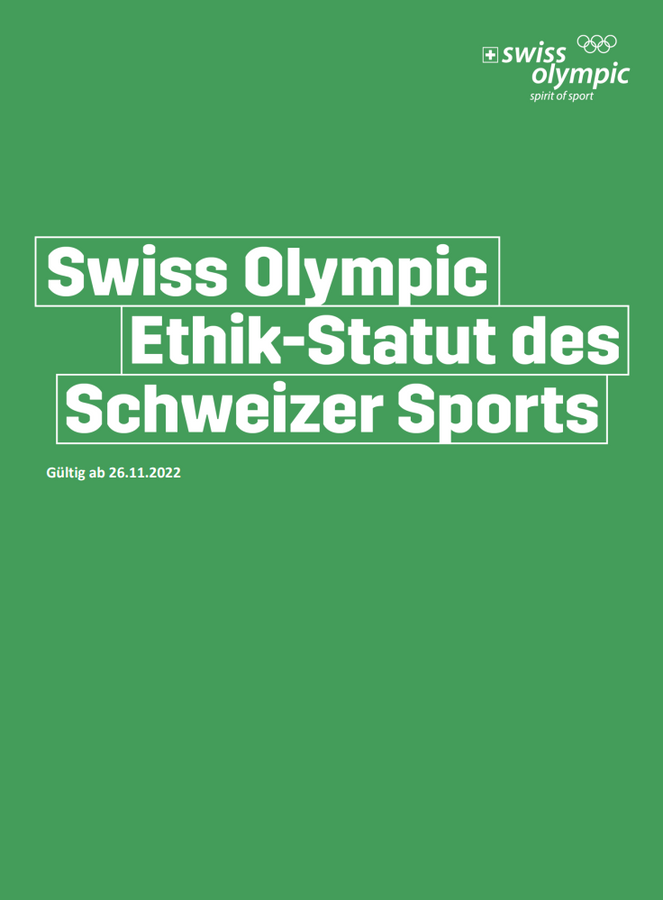 swiss
olympic
spirit of sport
Swiss Olympic
Ethik-Statut des
Schweizer Sports
Gültig ab 26.11.2022